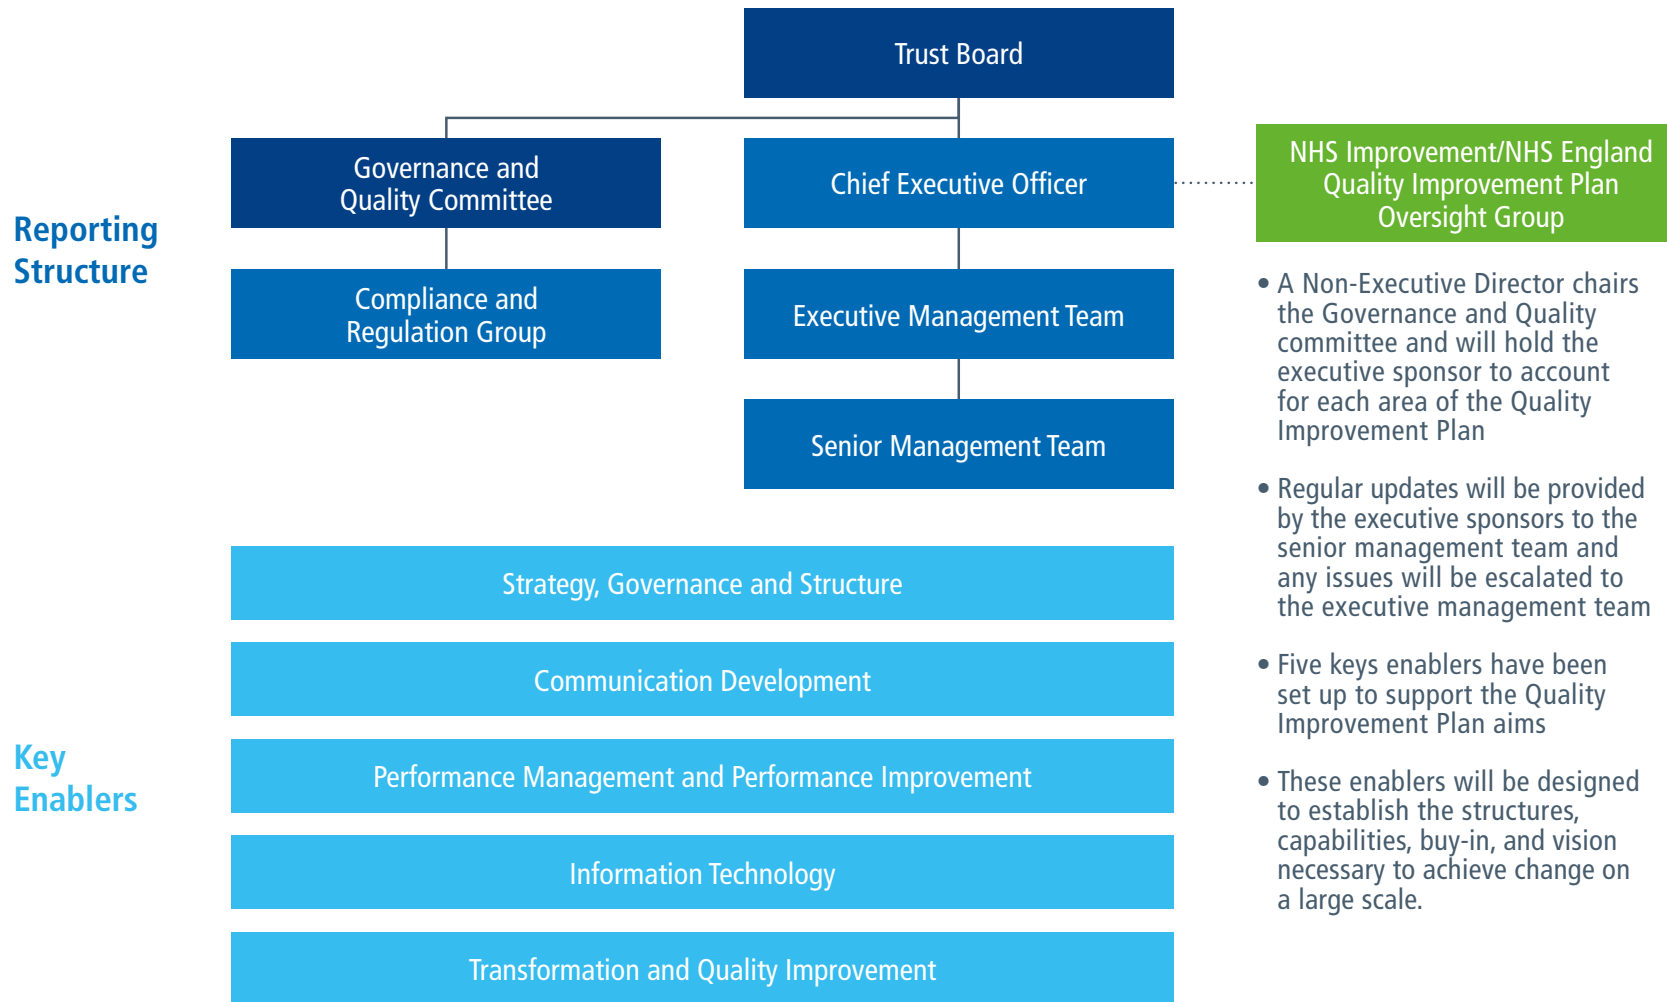 Trust Board
Governance and
Quality Committee
Chief Executive Officer
NHS Improvement/NHS England
Quality Improvement Plan
Oversight Group
Reporting
Structure
Compliance and
Regulation Group
Executive Management Team
Senior Management Team
• A Non-Executive Director chairs
the Governance and Quality
committee and will hold the
executive sponsor to account
for each area of the Quality
Improvement Plan
• Regular updates will be provided
by the executive sponsors to the
senior management team and
any issues will be escalated to
the executive management team
• Five keys enablers have been
set up to support the Quality
Improvement Plan aims
• These enablers will be designed
to establish the structures,
capabilities, buy-in, and vision
necessary to achieve change on
a large scale.
Key
Enablers
Strategy, Governance and Structure
Communication Development
Performance Management and Performance Improvement
Information Technology
Transformation and Quality Improvement